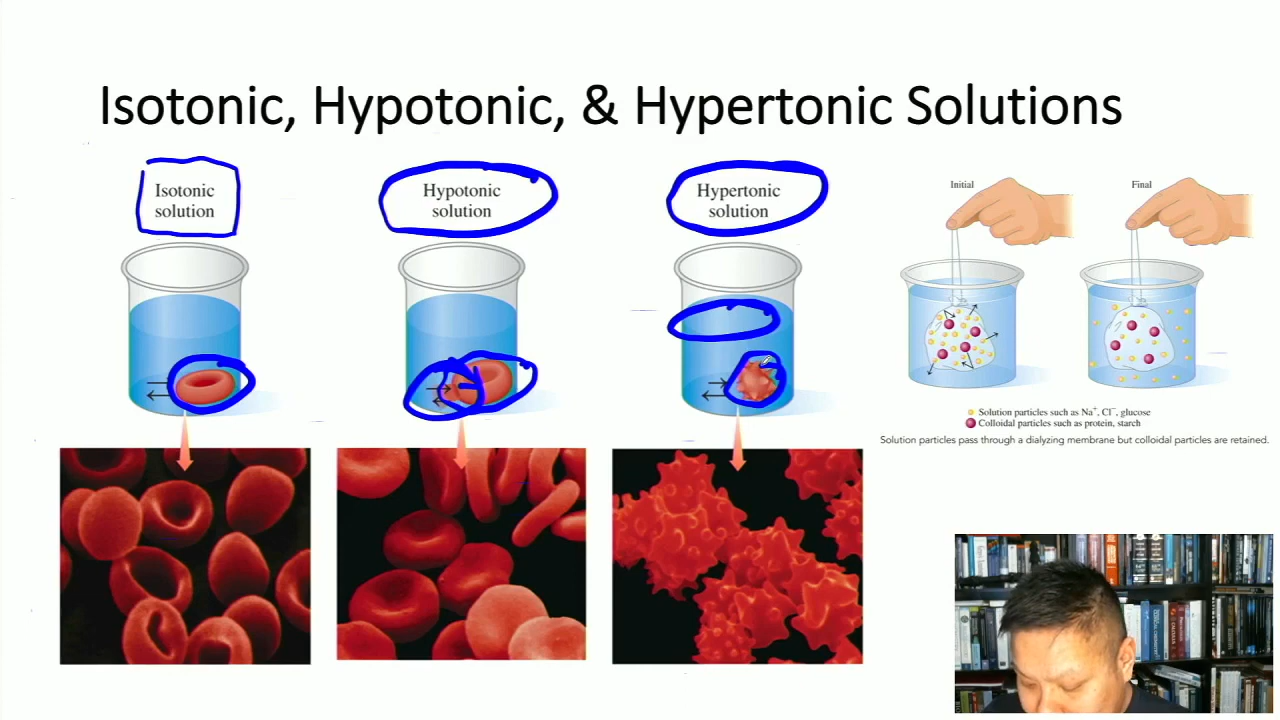 Isotonic, Hypotonic, & Hypertonic Solutions
Isotonic
solution
Hypotonic
solution
Hypertonic
solution
Initial
Final
Solution particles such as Na⁺, Cl⁻, glucose
Colloidal particles such as protein, starch
Solution particles pass through a dialyzing membrane but colloidal particles are retained.